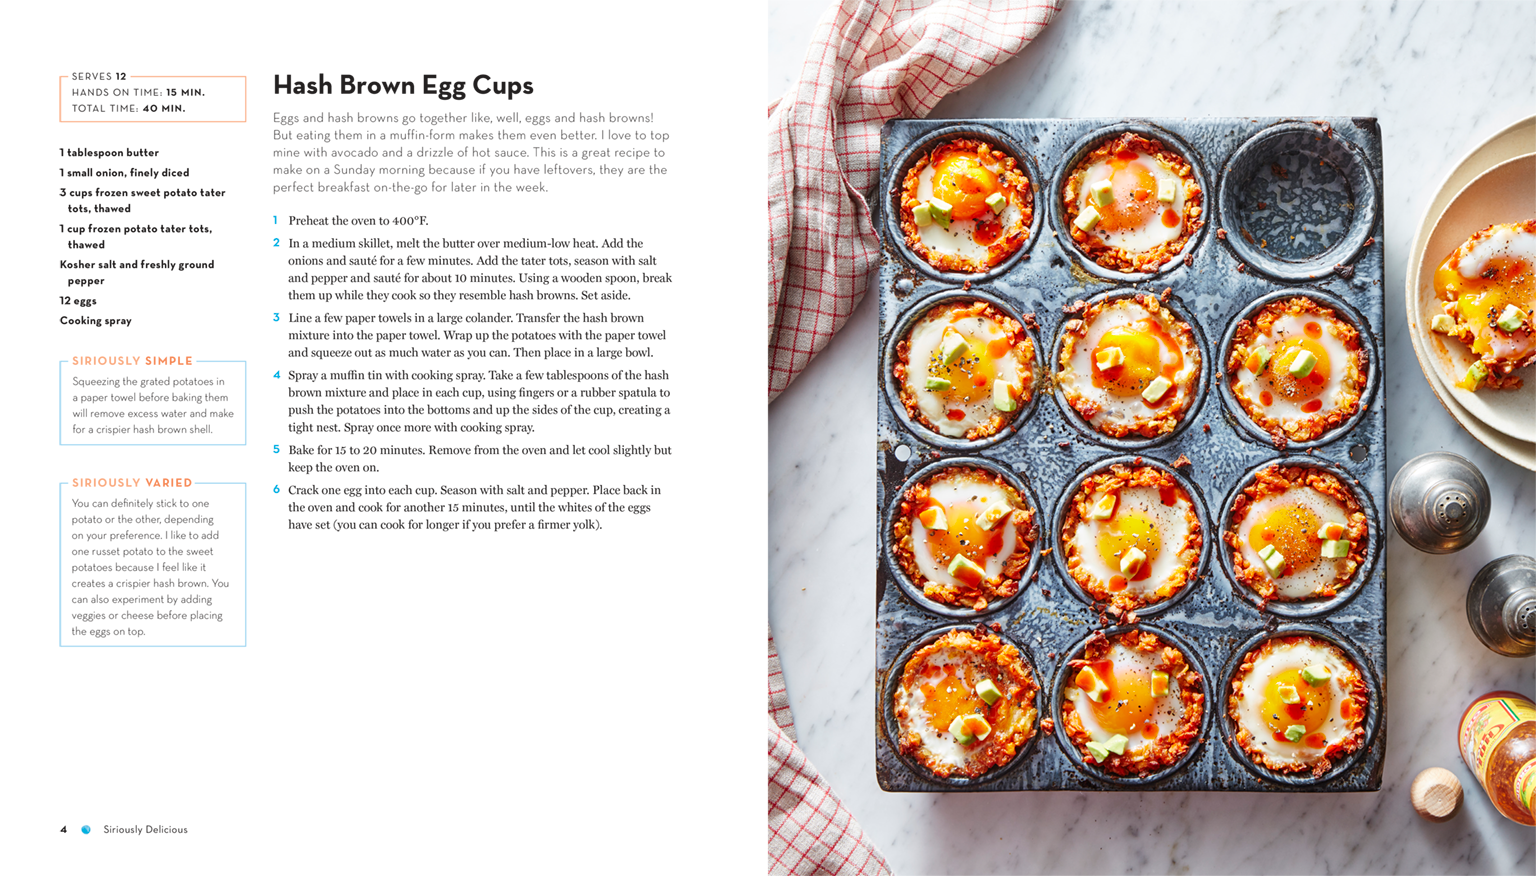 SERVES 12
HANDS ON TIME: 15 MIN.
TOTAL TIME: 40 MIN.
1 tablespoon butter
1 small onion, finely diced
3 cups frozen sweet potato tater
tots, thawed
1 cup frozen potato tater tots,
thawed
Kosher salt and freshly ground
pepper
12 eggs
Cooking spray
SIRIOUSLY SIMPLE
Squeezing the grated potatoes in
a paper towel before baking them
will remove excess water and make
for a crispier hash brown shell.
SIRIOUSLY VARIED
You can definitely stick to one
potato or the other, depending
on your preference. I like to add
one russet potato to the sweet
potatoes because I feel like it
creates a crispier hash brown. You
can also experiment by adding
veggies or cheese before placing
the eggs on top.
Hash Brown Egg Cups
Eggs and hash browns go together like, well, eggs and hash browns!
But eating them in a muffin-form makes them even better. I love to top
mine with avocado and a drizzle of hot sauce. This is a great recipe to
make on a Sunday morning because if you have leftovers, they are the
perfect breakfast on-the-go for later in the week.
1 Preheat the oven to 400°F.
2 In a medium skillet, melt the butter over medium-low heat. Add the
onions and sauté for a few minutes. Add the tater tots, season with salt
and pepper and sauté for about 10 minutes. Using a wooden spoon, break
them up while they cook so they resemble hash browns. Set aside.
3 Line a few paper towels in a large colander. Transfer the hash brown
mixture into the paper towel. Wrap up the potatoes with the paper towel
and squeeze out as much water as you can. Then place in a large bowl.
4 Spray a muffin tin with cooking spray. Take a few tablespoons of the hash
brown mixture and place in each cup, using fingers or a rubber spatula to
push the potatoes into the bottoms and up the sides of the cup, creating a
tight nest. Spray once more with cooking spray.
5 Bake for 15 to 20 minutes. Remove from the oven and let cool slightly but
keep the oven on.
6 Crack one egg into each cup. Season with salt and pepper. Place back in
the oven and cook for another 15 minutes, until the whites of the eggs
have set (you can cook for longer if you prefer a firmer yolk).
4 Siriously Delicious